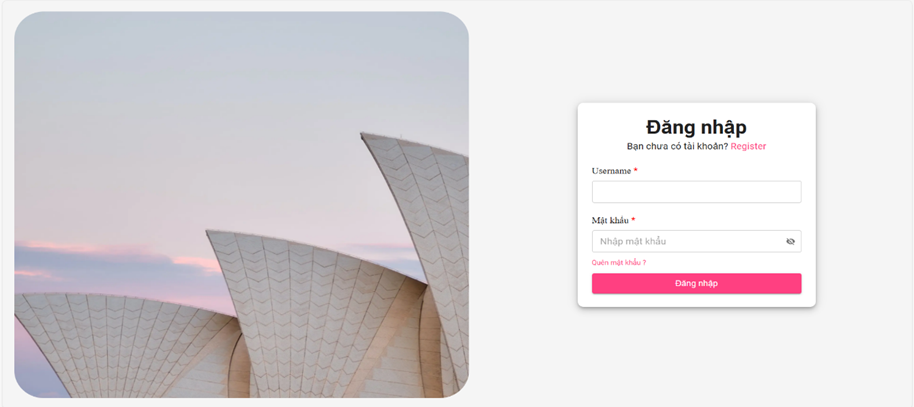 Đăng nhập
Bạn chưa có tài khoản? Register
Username *
Mật khẩu *
Nhập mật khẩu
Quên mật khẩu ?
Đăng nhập